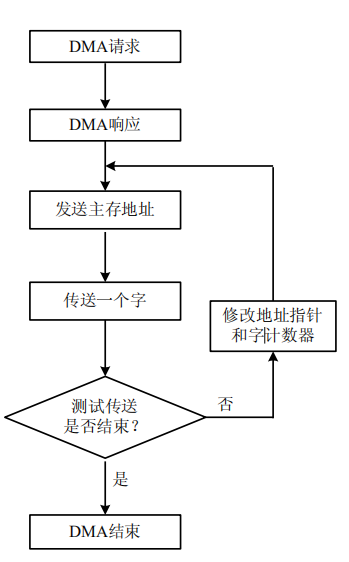 DMA请求
DMA响应
发送主存地址
传送一个字
修改地址指针
和字计数器
测试传送
是否结束？
否
是
DMA结束